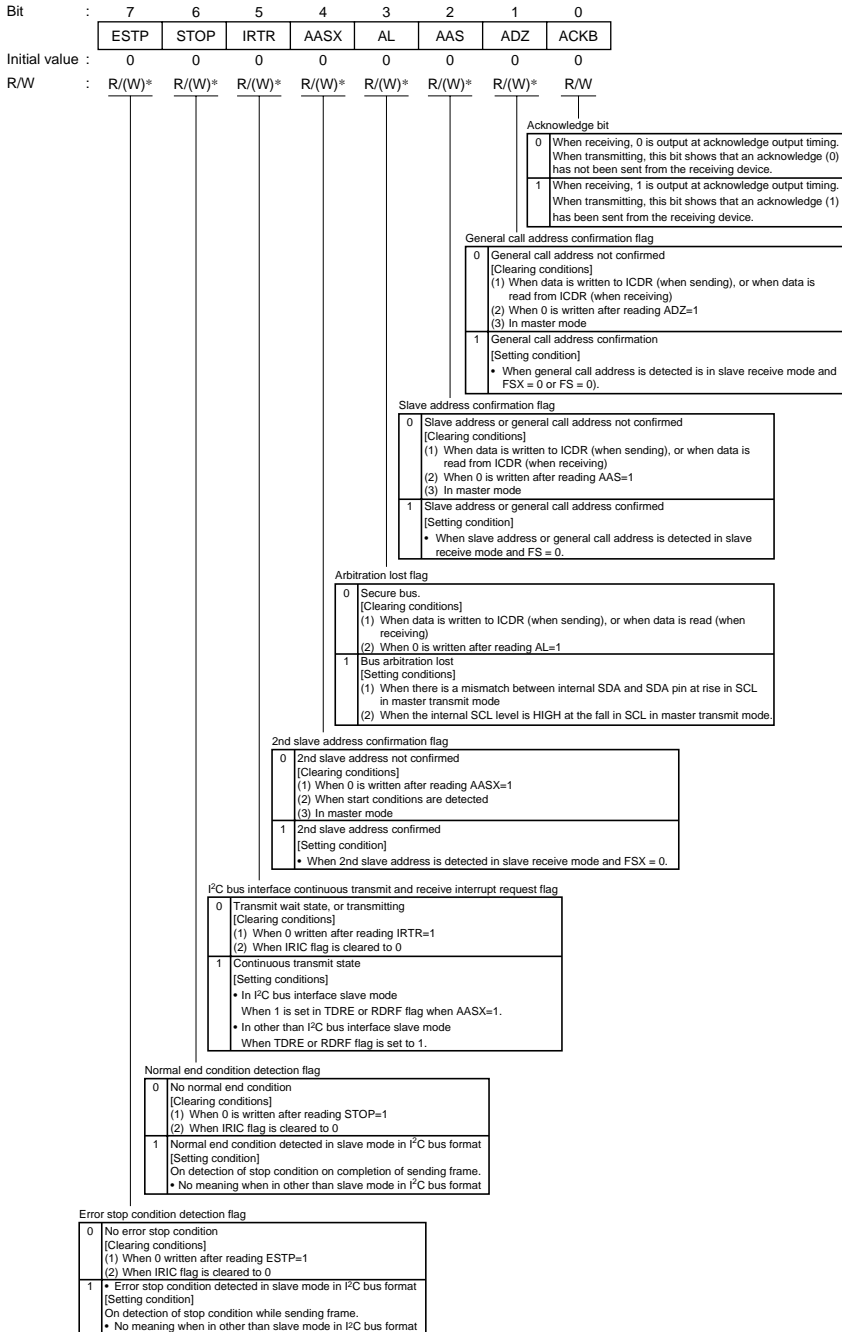 Bit : 7 6 5 4 3 2 1 0
ESTP STOP IRTR AASX AL AAS ADZ ACKB
Initial value : 0 0 0 0 0 0 0 0
R/W : R/(W)* R/(W)* R/(W)* R/(W)* R/(W)* R/(W)* R/(W)* R/W
Acknowledge bit
0 When receiving, 0 is output at acknowledge output timing.
When transmitting, this bit shows that an acknowledge (0)
has not been sent from the receiving device.
1 When receiving, 1 is output at acknowledge output timing.
When transmitting, this bit shows that an acknowledge (1)
has been sent from the receiving device.
General call address confirmation flag
0 General call address not confirmed
[Clearing conditions]
(1) When data is written to ICDR (when sending), or when data is
read from ICDR (when receiving)
(2) When 0 is written after reading ADZ=1
(3) In master mode
1 General call address confirmation
[Setting condition]
• When general call address is detected is in slave receive mode and
FSX = 0 or FS = 0).
Slave address confirmation flag
0 Slave address or general call address not confirmed
[Clearing conditions]
(1) When data is written to ICDR (when sending), or when data is
read from ICDR (when receiving)
(2) When 0 is written after reading AAS=1
(3) In master mode
1 Slave address or general call address confirmed
[Setting condition]
• When slave address or general call address is detected in slave
receive mode and FS = 0.
Arbitration lost flag
0 Secure bus.
[Clearing conditions]
(1) When data is written to ICDR (when sending), or when data is read (when
receiving)
(2) When 0 is written after reading AL=1
1 Bus arbitration lost
[Setting conditions]
(1) When there is a mismatch between internal SDA and SDA pin at rise in SCL
in master transmit mode
(2) When the internal SCL level is HIGH at the fall in SCL in master transmit mode.
2nd slave address confirmation flag
0 2nd slave address not confirmed
[Clearing conditions]
(1) When 0 is written after reading AASX=1
(2) When start conditions are detected
(3) In master mode
1 2nd slave address confirmed
[Setting condition]
• When 2nd slave address is detected in slave receive mode and FSX = 0.
I²C bus interface continuous transmit and receive interrupt request flag
0 Transmit wait state, or transmitting
[Clearing conditions]
(1) When 0 written after reading IRTR=1
(2) When IRIC flag is cleared to 0
1 Continuous transmit state
[Setting conditions]
• In I²C bus interface slave mode
When 1 is set in TDRE or RDRF flag when AASX=1.
• In other than I²C bus interface slave mode
When TDRE or RDRF flag is set to 1.
Normal end condition detection flag
0 No normal end condition
[Clearing conditions]
(1) When 0 is written after reading STOP=1
(2) When IRIC flag is cleared to 0
1 Normal end condition detected in slave mode in I²C bus format
[Setting condition]
On detection of stop condition on completion of sending frame.
• No meaning when in other than slave mode in I²C bus format
Error stop condition detection flag
0 No error stop condition
[Clearing conditions]
(1) When 0 written after reading ESTP=1
(2) When IRIC flag is cleared to 0
1 • Error stop condition detected in slave mode in I²C bus format
[Setting condition]
On detection of stop condition while sending frame.
• No meaning when in other than slave mode in I²C bus format